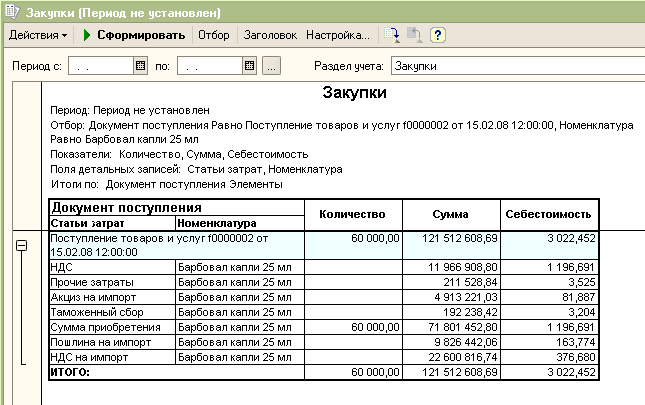 Закупки (Период не установлен)
Действия Сформировать Отбор Заголовок Настройка... ?
Период с: . . по: . . ... Раздел учета: Закупки
Закупки
Период: Период не установлен
Отбор: Документ поступления Равно Поступление товаров и услуг f0000002 от 15.02.08 12:00:00, Номенклатура
Равно Барбовал капли 25 мл
Показатели: Количество, Сумма, Себестоимость
Поля детальных записей: Статьи затрат, Номенклатура
Итоги по: Документ поступления Элементы
Документ поступления Количество Сумма Себестоимость
Статьи затрат Номенклатура
Поступление товаров и услуг f0000002 от 60 000,00 121 512 608,69 3 022,452
15.02.08 12:00:00
НДС Барбовал капли 25 мл 11 966 908,80 1 196,691
Прочие затраты Барбовал капли 25 мл 211 528,84 3,525
Акциз на импорт Барбовал капли 25 мл 4 913 221,03 81,887
Таможенный сбор Барбовал капли 25 мл 192 238,42 3,204
Сумма приобретения Барбовал капли 25 мл 60 000,00 71 801 452,80 1 196,691
Пошлина на импорт Барбовал капли 25 мл 9 826 442,06 163,774
НДС на импорт Барбовал капли 25 мл 22 600 816,74 376,680
ИТОГО: 60 000,00 121 512 608,69 3 022,452